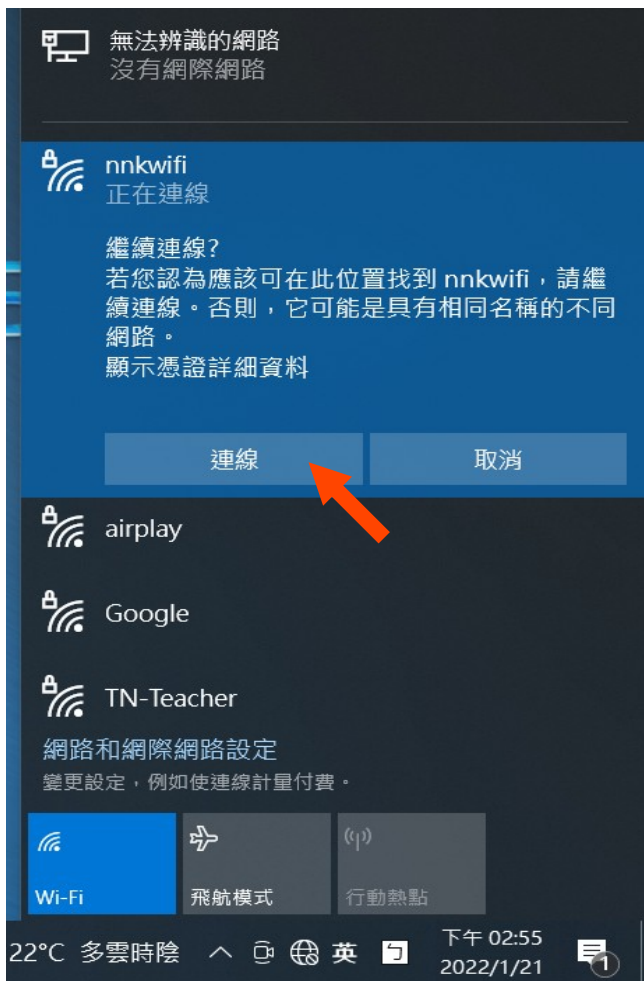 無法辨識的網路
沒有網際網路
nnkwifi
正在連線
繼續連線?
若您認為應該可在此位置找到 nnkwifi，請繼
續連線。否則，它可能是具有相同名稱的不同
網路。
顯示憑證詳細資料
連線 取消
airplay
Google
TN-Teacher
網路和網際網路設定
變更設定，例如使連線計量付費。
Wi-Fi 飛航模式 行動熱點
22°C 多雲時陰 英 ㄅ 下午 02:55
2022/1/21 1